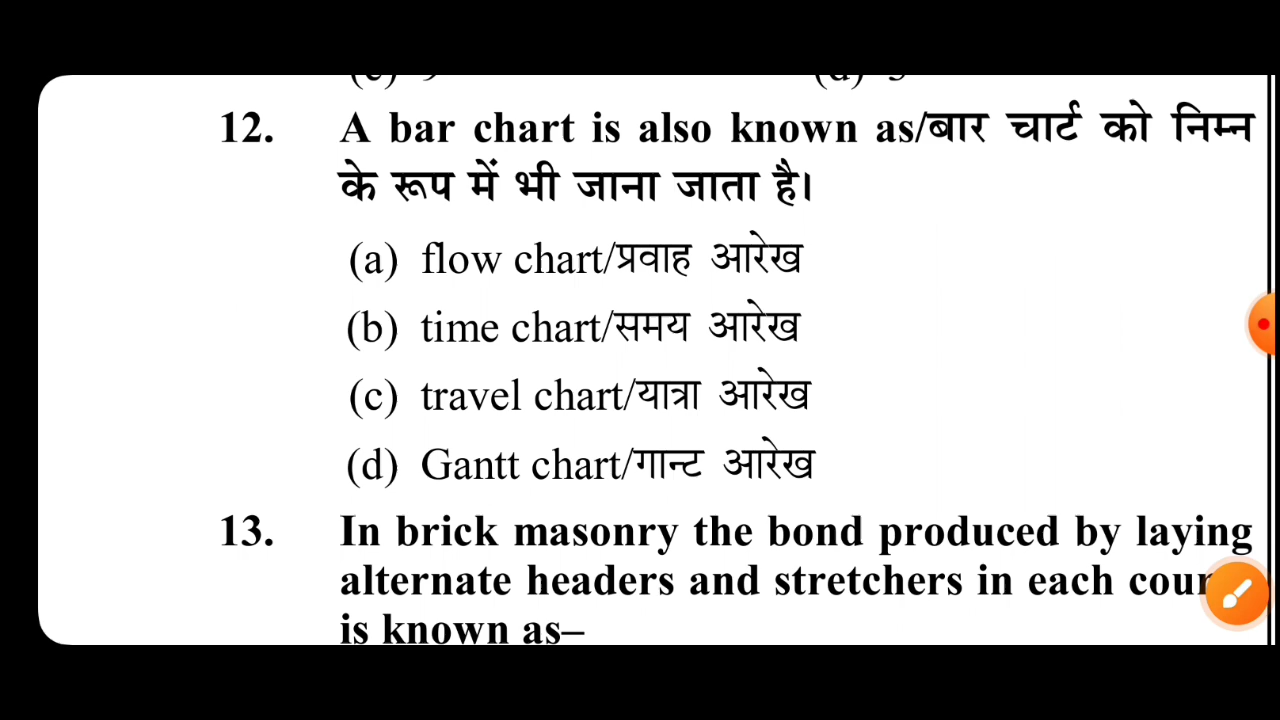 12. A bar chart is also known as/बार चार्ट को निम्न
के रूप में भी जाना जाता है।
(a) flow chart/प्रवाह आरेख
(b) time chart/समय आरेख
(c) travel chart/यात्रा आरेख
(d) Gantt chart/गान्ट आरेख
13. In brick masonry the bond produced by laying
alternate headers and stretchers in each
is known as–